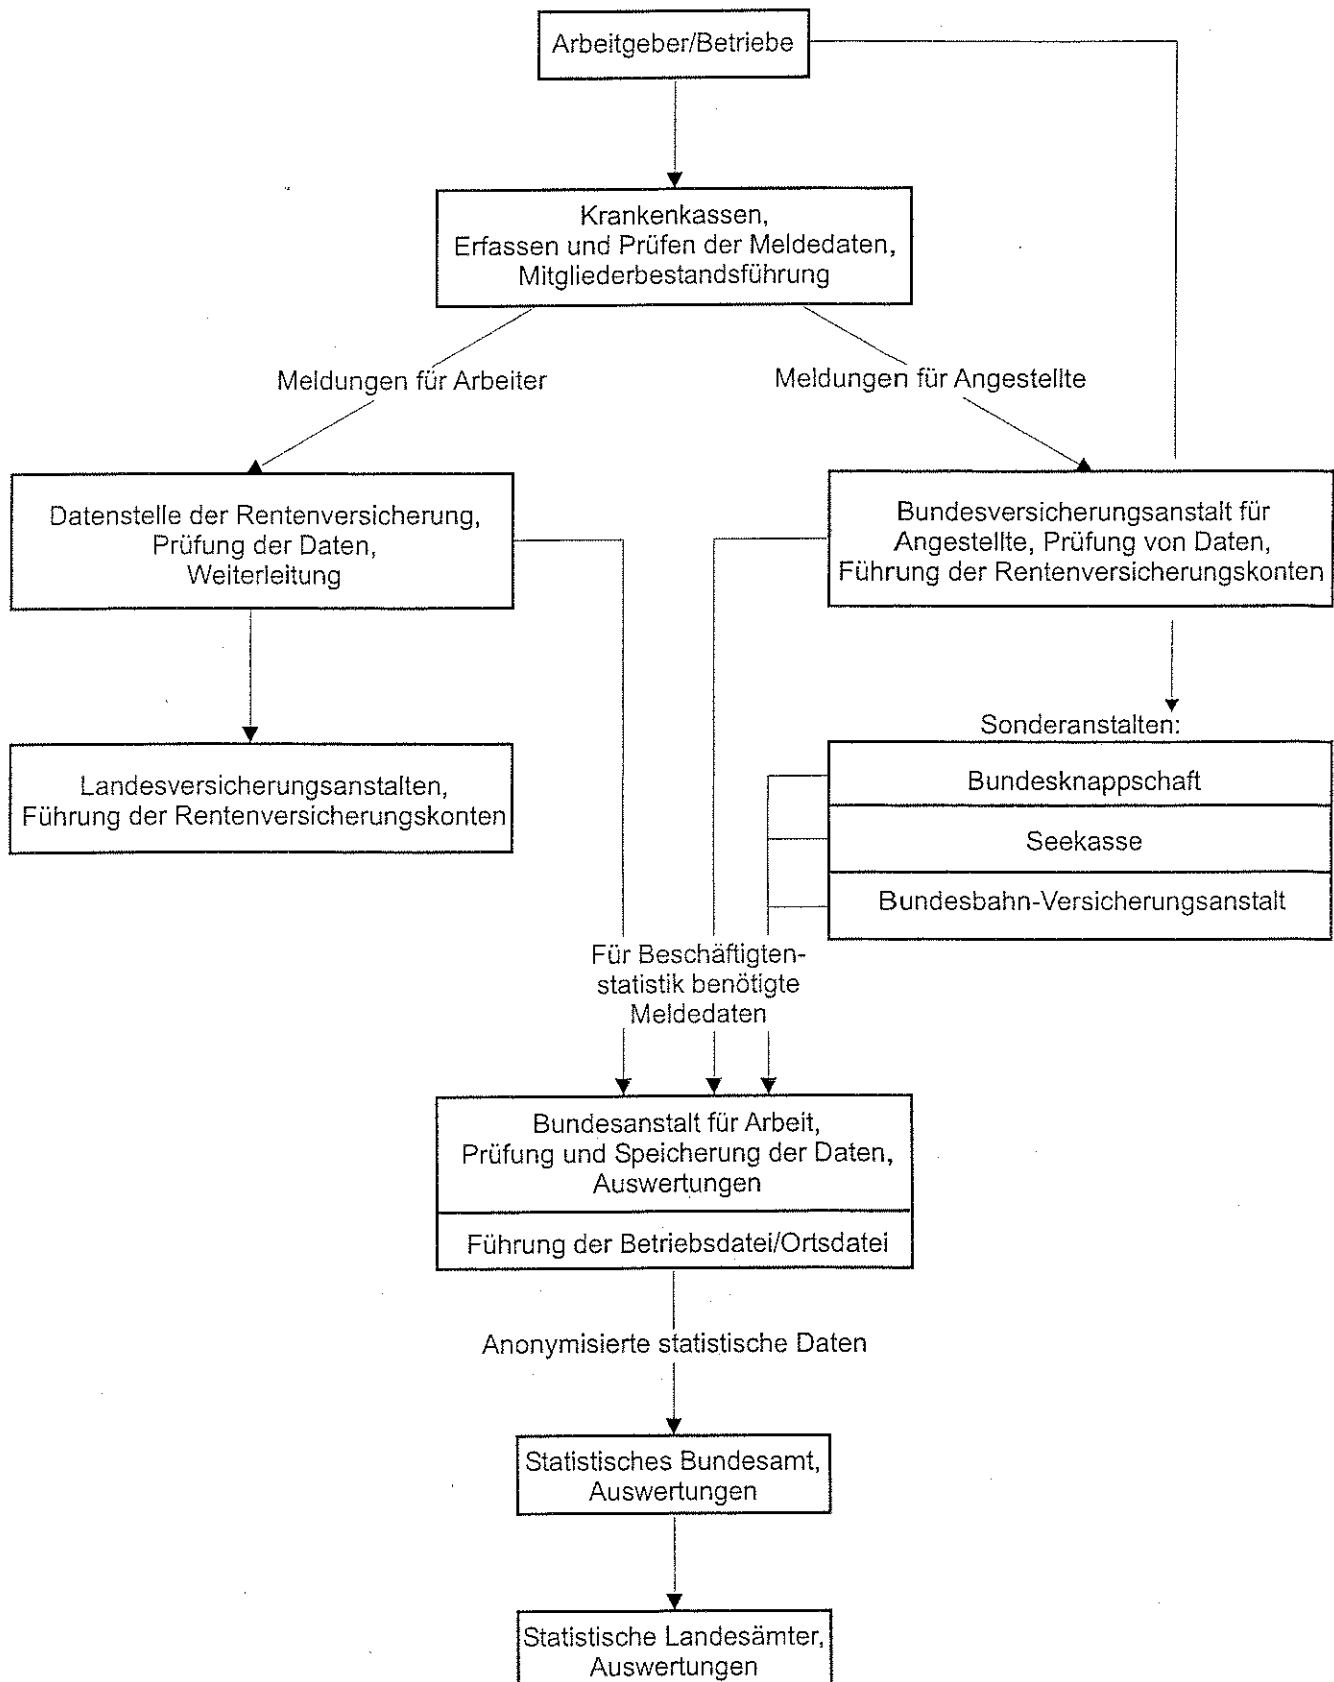 Arbeitgeber/Betriebe
Krankenkassen,
Erfassen und Prüfen der Meldedaten,
Mitgliederbestandsführung
Meldungen für Arbeiter
Meldungen für Angestellte
Datenstelle der Rentenversicherung,
Prüfung der Daten,
Weiterleitung
Bundesversicherungsanstalt für
Angestellte, Prüfung von Daten,
Führung der Rentenversicherungskonten
Landesversicherungsanstalten,
Führung der Rentenversicherungskonten
Sonderanstalten:
Bundesknappschaft
Seekasse
Bundesbahn-Versicherungsanstalt
Für Beschäftigten-
statistik benötigte
Meldedaten
Bundesanstalt für Arbeit,
Prüfung und Speicherung der Daten,
Auswertungen
Führung der Betriebsdatei/Ortsdatei
Anonymisierte statistische Daten
Statistisches Bundesamt,
Auswertungen
Statistische Landesämter,
Auswertungen